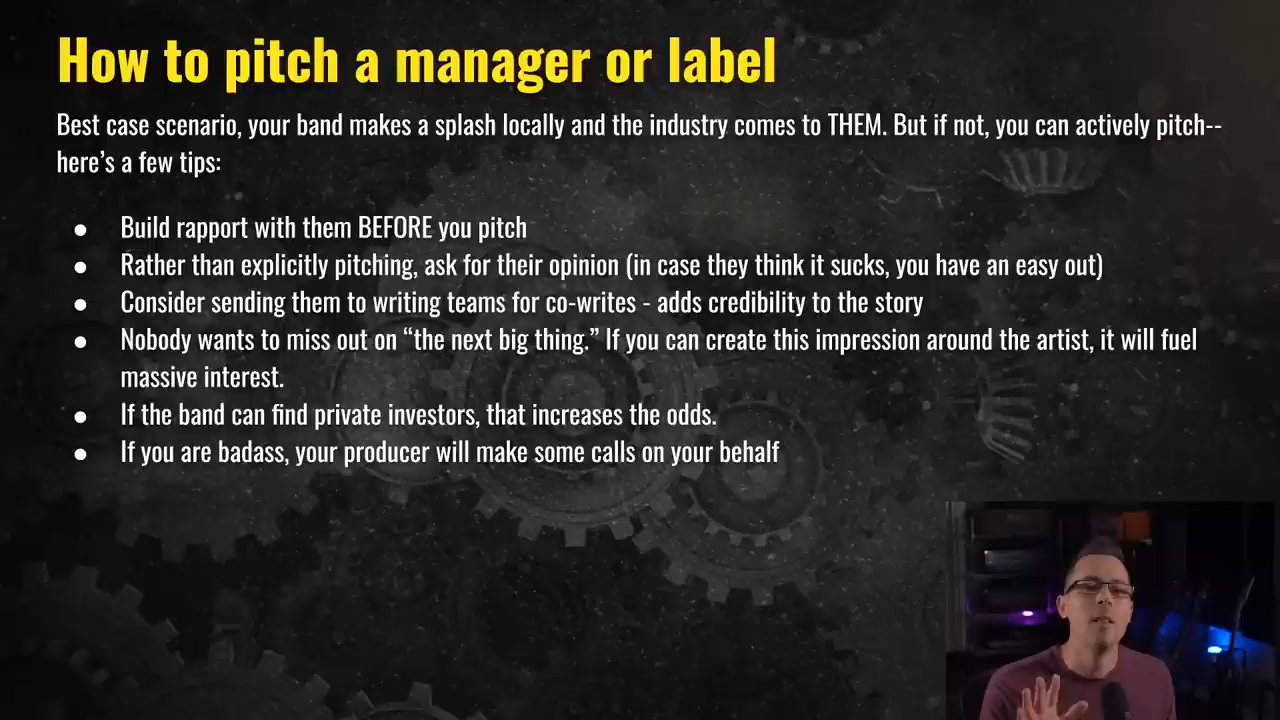 How to pitch a manager or label
Best case scenario, your band makes a splash locally and the industry comes to THEM. But if not, you can actively pitch--
here's a few tips:
● Build rapport with them BEFORE you pitch
● Rather than explicitly pitching, ask for their opinion (in case they think it sucks, you have an easy out)
● Consider sending them to writing teams for co-writes - adds credibility to the story
● Nobody wants to miss out on “the next big thing.” If you can create this impression around the artist, it will fuel
massive interest.
● If the band can find private investors, that increases the odds.
● If you are badass, your producer will make some calls on your behalf